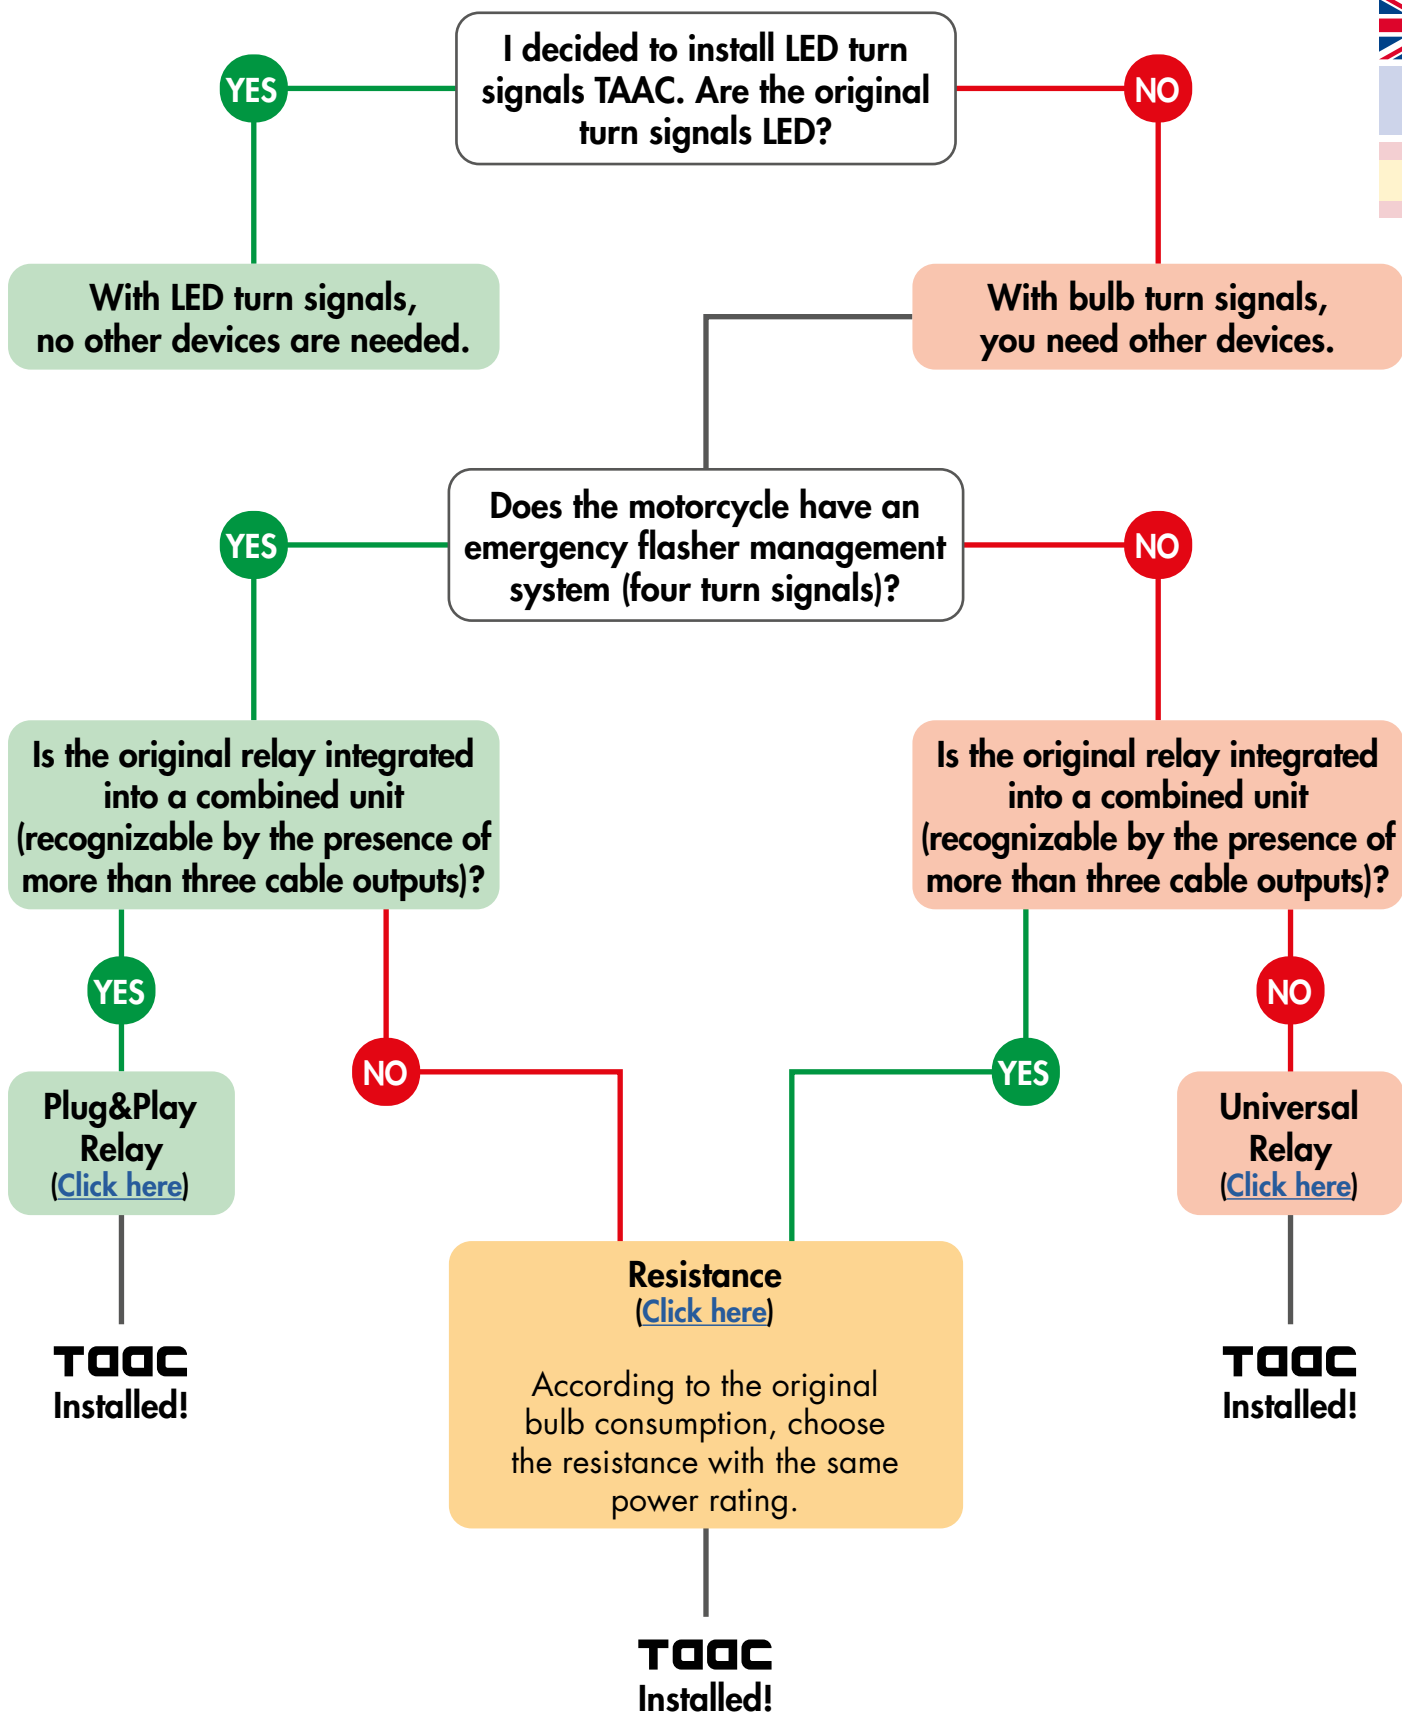 I decided to install LED turn
signals TAAC. Are the original
turn signals LED?
YES
NO
With LED turn signals,
no other devices are needed.
With bulb turn signals,
you need other devices.
Does the motorcycle have an
emergency flasher management
system (four turn signals)?
YES
NO
Is the original relay integrated
into a combined unit
(recognizable by the presence of
more than three cable outputs)?
Is the original relay integrated
into a combined unit
(recognizable by the presence of
more than three cable outputs)?
YES
NO
YES
NO
Plug&Play
Relay
(Click here)
Universal
Relay
(Click here)
Resistance
(Click here)
According to the original
bulb consumption, choose
the resistance with the same
power rating.
TAAC
Installed!
TAAC
Installed!
TAAC
Installed!